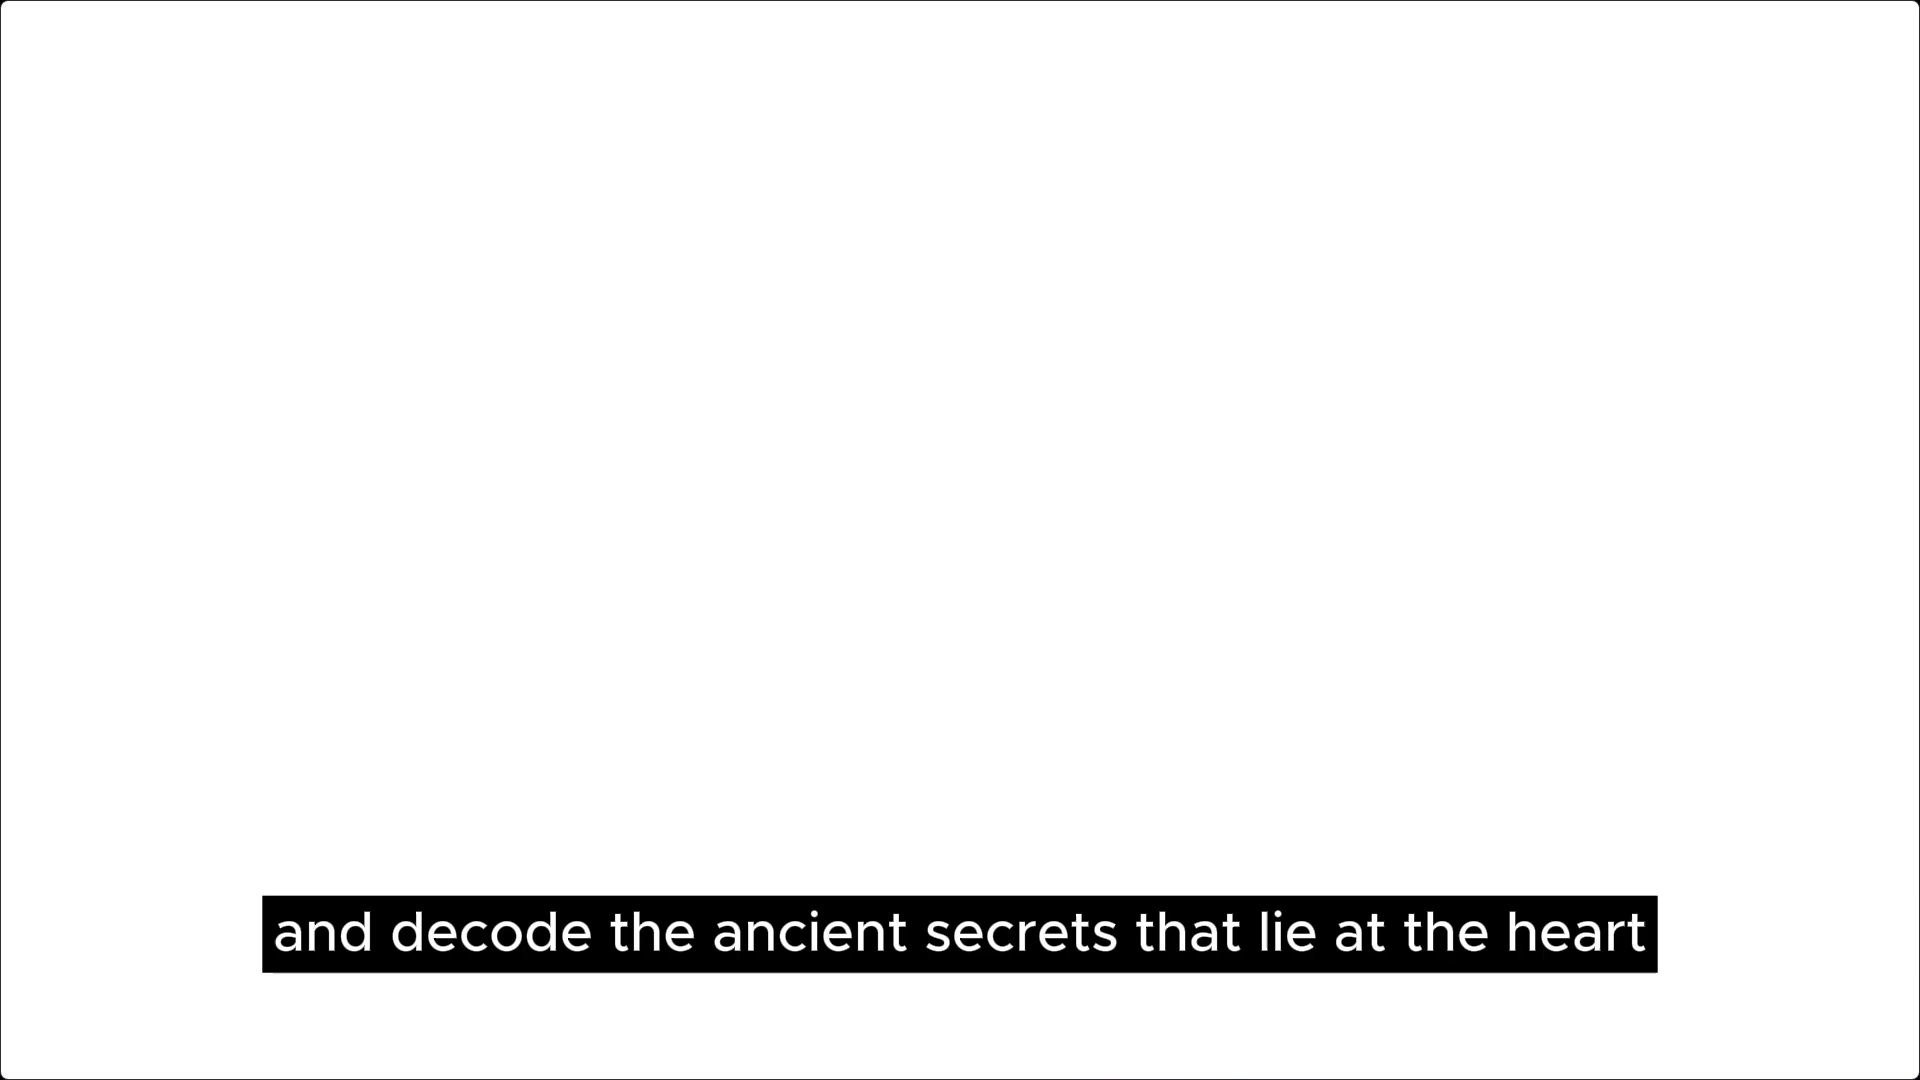 and decode the ancient secrets that lie at the heart